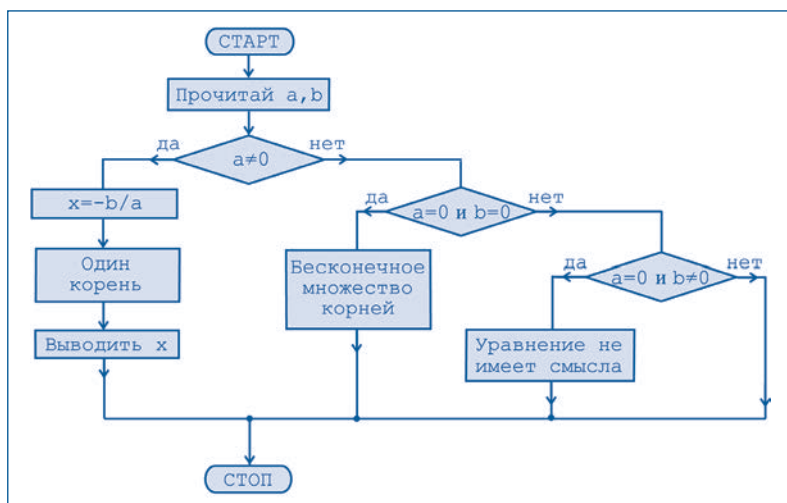 СТАРТ
Прочитай a,b
да
a≠0
нет
x=-b/a
Один
корень
Выводить x
да
a=0 и b=0
нет
Бесконечное
множество
корней
да
a=0 и b≠0
нет
Уравнение не
имеет смысла
СТОП